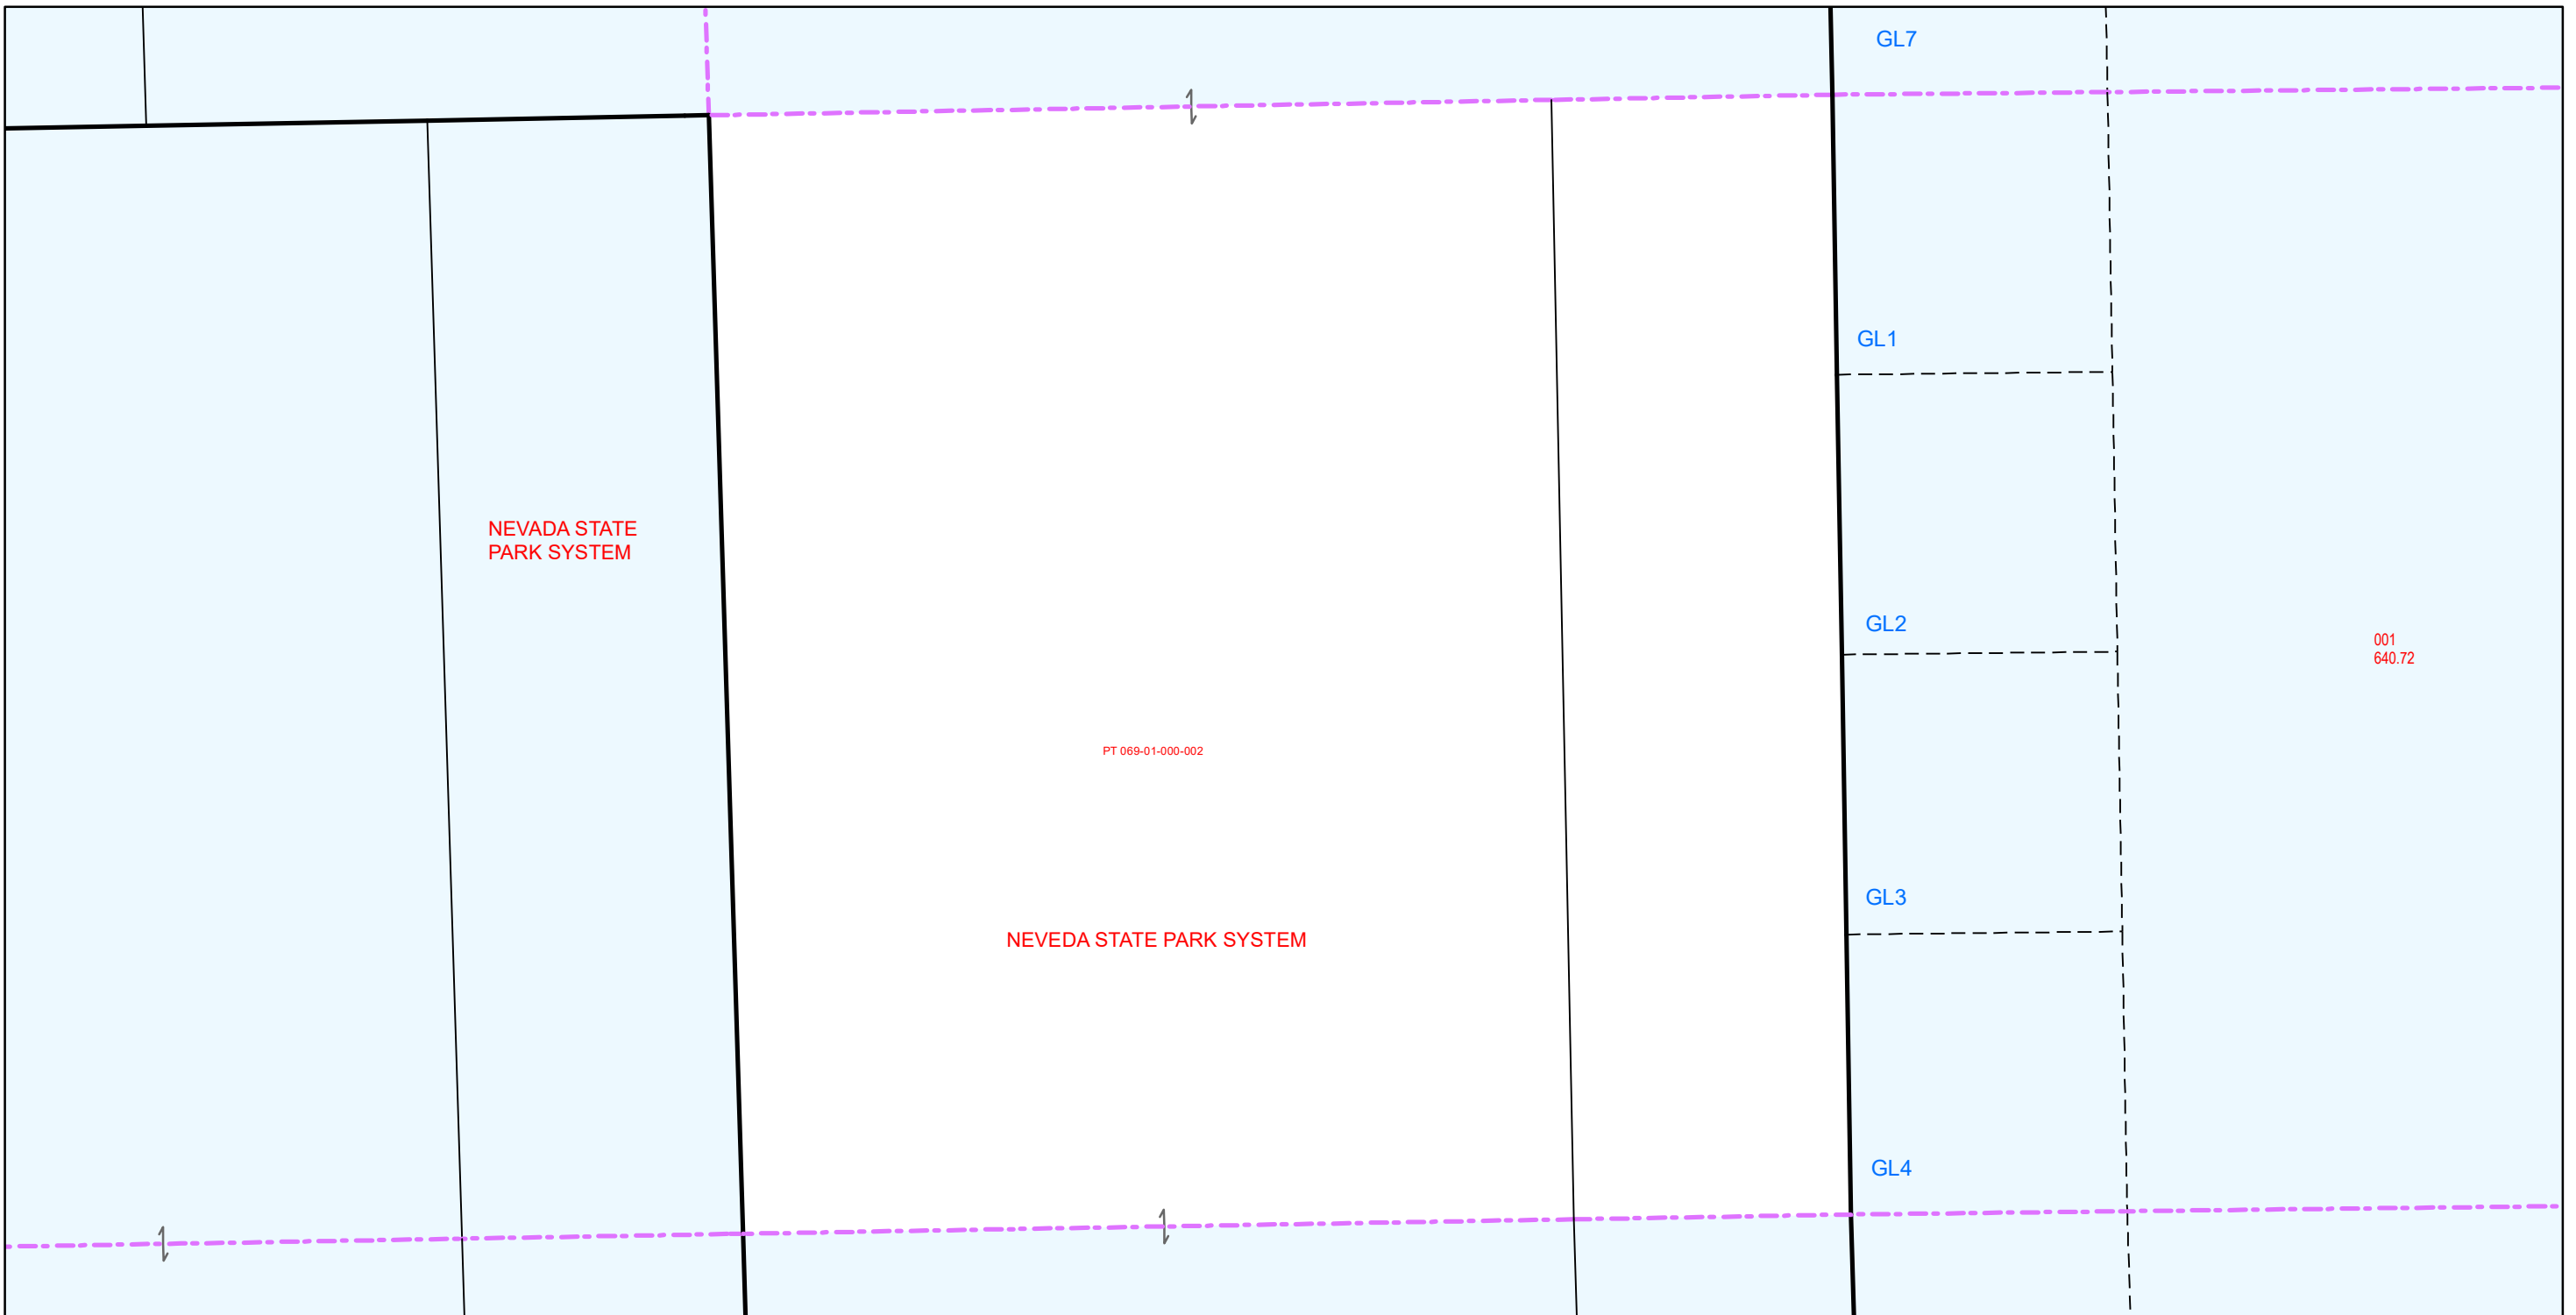 GL7
GL1
NEVADA STATE
PARK SYSTEM
GL2
001
640.72
PT 069-01-000-002
GL3
NEVEDA STATE PARK SYSTEM
GL4